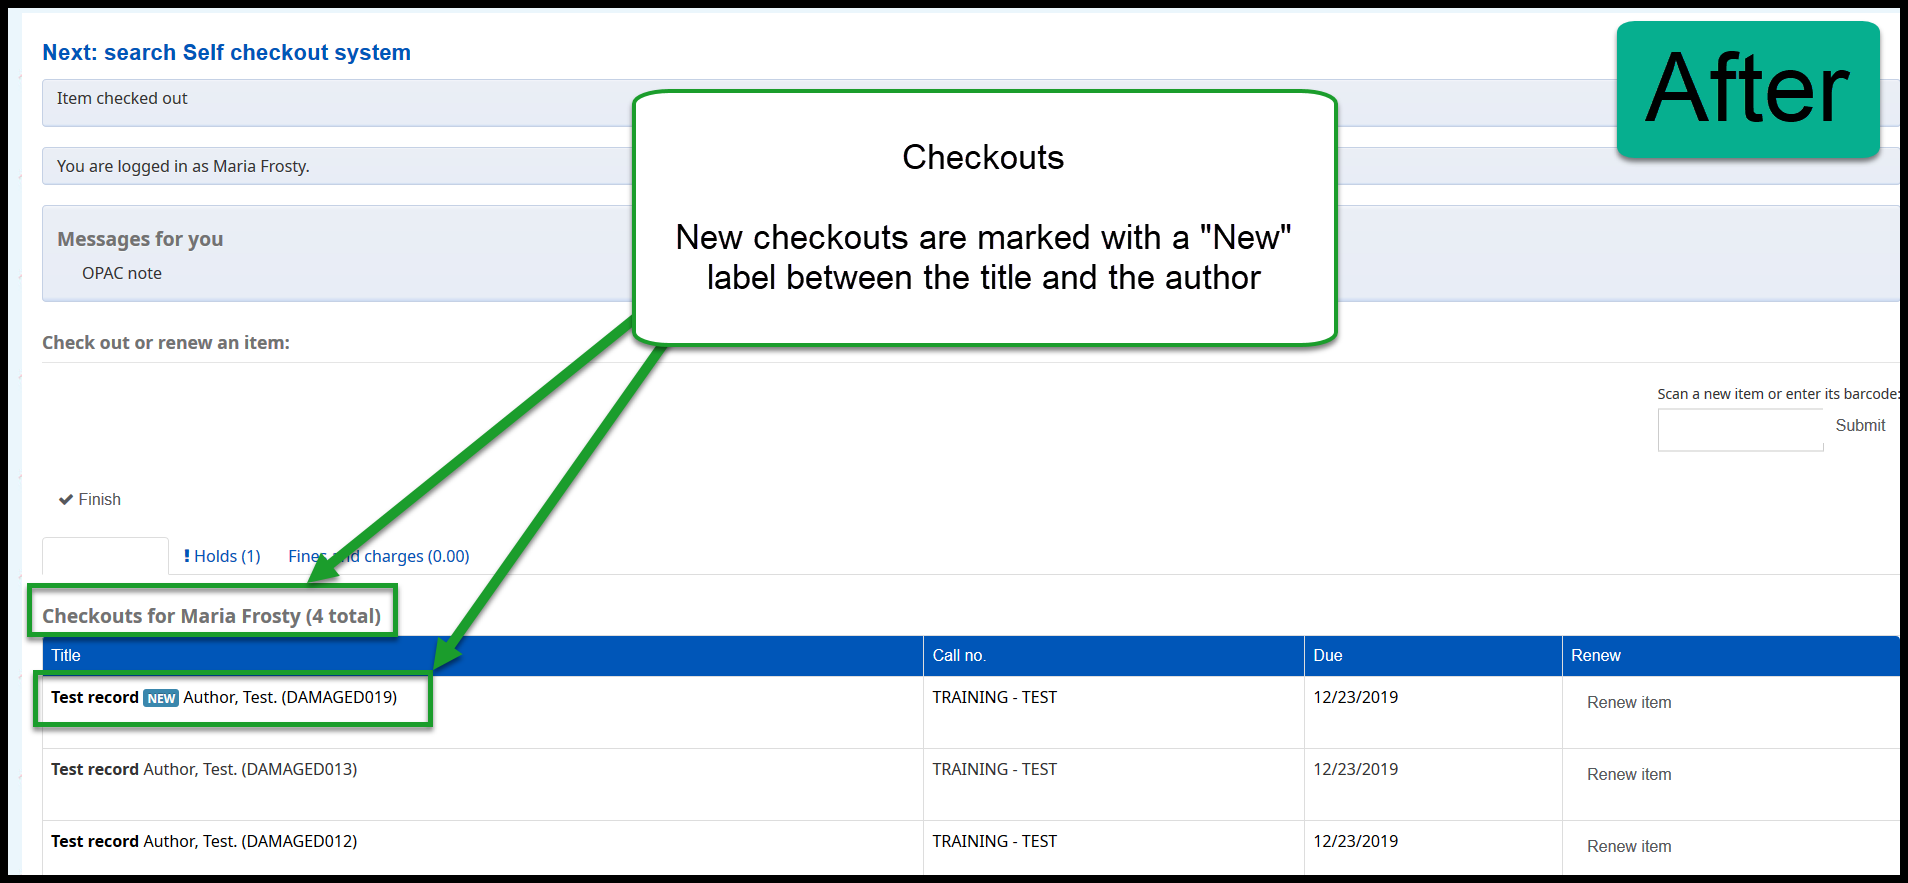 Next: search Self checkout system
After
Item checked out
Checkouts
You are logged in as Maria Frosty.
New checkouts are marked with a "New"
label between the title and the author
Messages for you
OPAC note
Check out or renew an item:
Scan a new item or enter its barcode:
Submit
Finish
! Holds (1) Fines and charges (0.00)
Checkouts for Maria Frosty (4 total)
Title Call no. Due Renew
Test record NEW Author, Test. (DAMAGED019) TRAINING - TEST 12/23/2019 Renew item
Test record Author, Test. (DAMAGED013) TRAINING - TEST 12/23/2019 Renew item
Test record Author, Test. (DAMAGED012) TRAINING - TEST 12/23/2019 Renew item